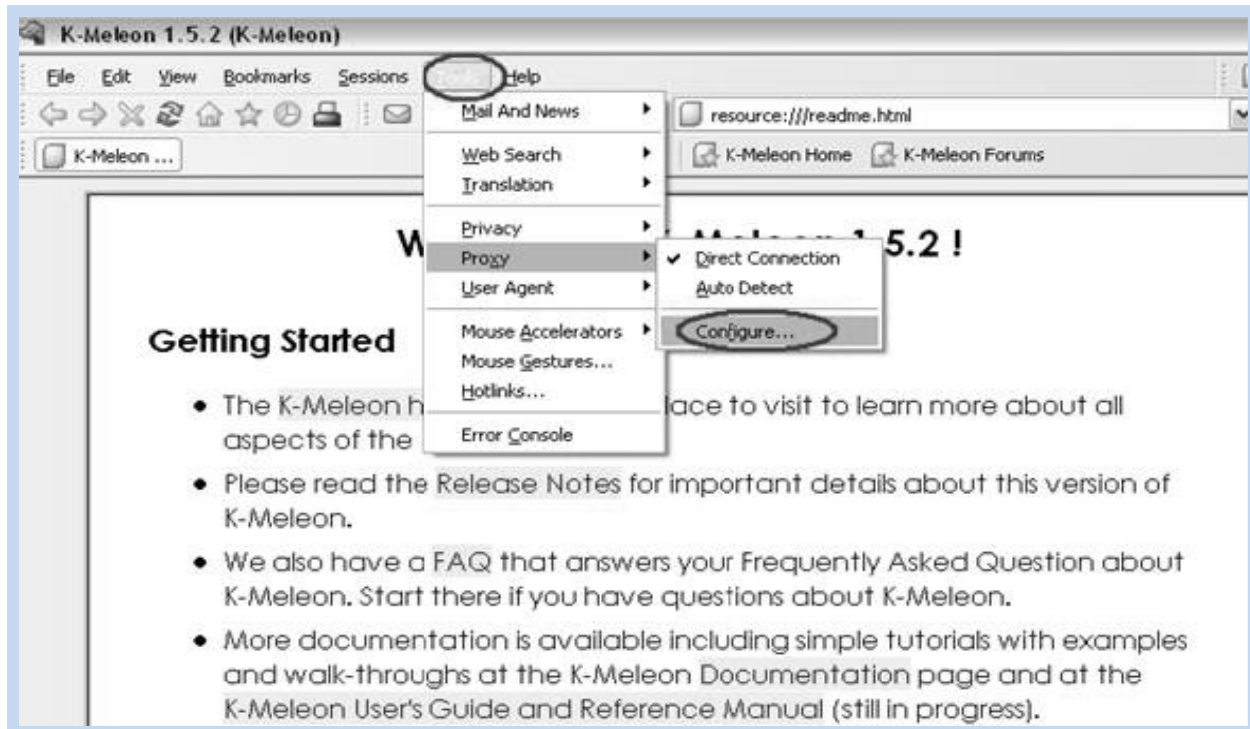 K-Meleon 1.5.2 (K-Meleon)
File Edit View Bookmarks Sessions Tools Help
resource:///readme.html
K-Meleon ...
K-Meleon Home K-Meleon Forums
Mail And News
Web Search
Translation
Privacy
Proxy
User Agent
Mouse Accelerators
Mouse Gestures...
Hotlinks...
Error Console
Direct Connection
Auto Detect
Configure...
5.2 !
Getting Started
• The K-Meleon h lace to visit to learn more about all
aspects of the
• Please read the Release Notes for important details about this version of
K-Meleon.
• We also have a FAQ that answers your Frequently Asked Question about
K-Meleon. Start there if you have questions about K-Meleon.
• More documentation is available including simple tutorials with examples
and walk-throughs at the K-Meleon Documentation page and at the
K-Meleon User's Guide and Reference Manual (still in progress).